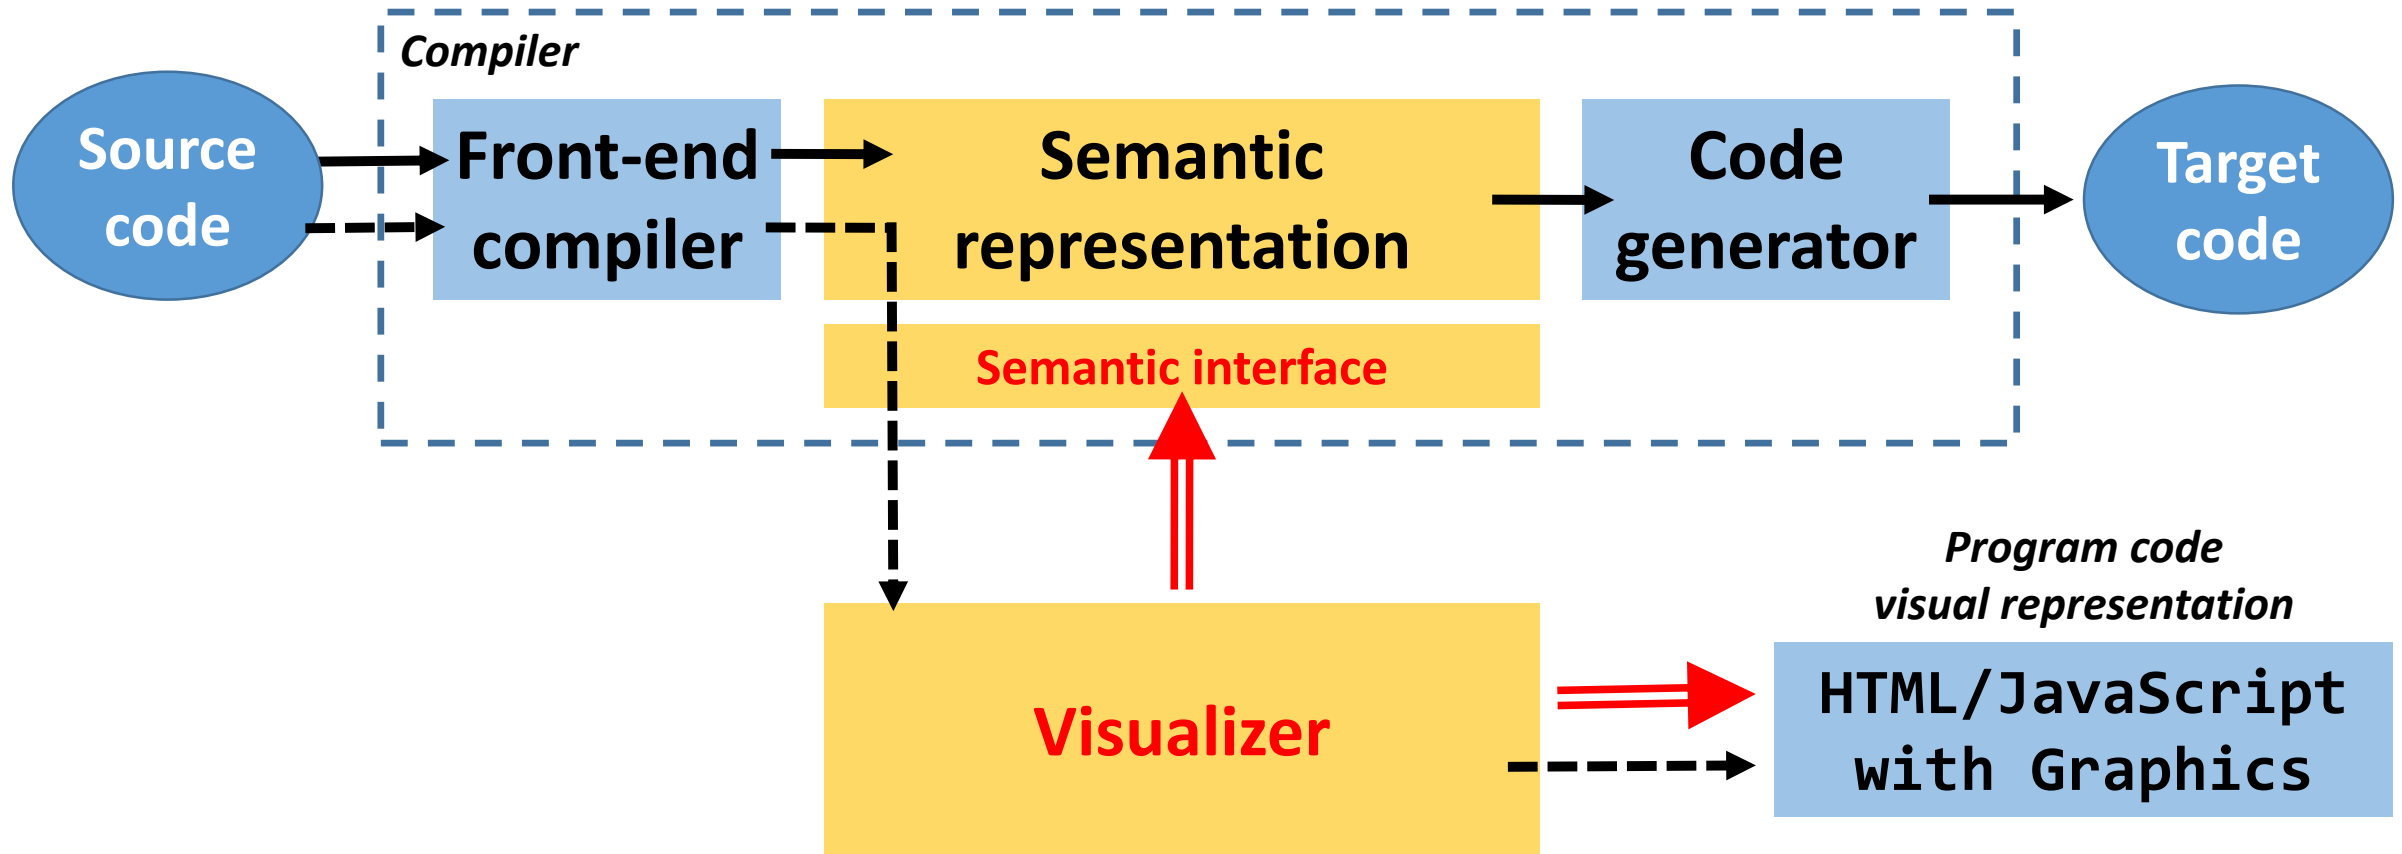 Compiler
Source
code
Front-end
compiler
Semantic
representation
Code
generator
Target
code
Semantic interface
Visualizer
Program code
visual representation
HTML/JavaScript
with Graphics